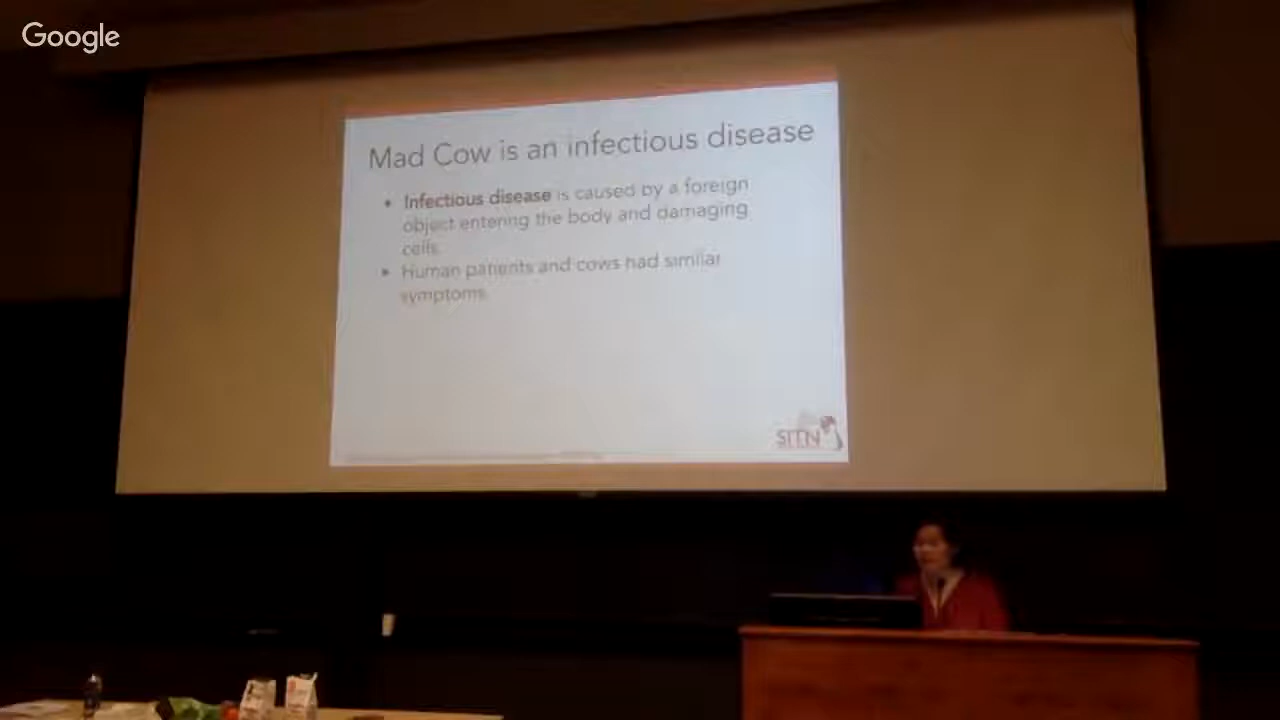 Google
Mad Cow is an infectious disease
• Infectious disease is caused by a foreign
object entering the body and damaging
cells.
• Human patients and cows had similar
symptoms.
SITN